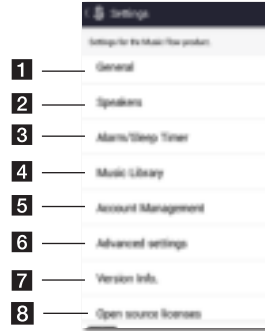 Settings
Settings for the Music Flow product.
1 General
2 Speakers
3 Alarm/Sleep Timer
4 Music Library
5 Account Management
6 Advanced settings
7 Version Info.
8 Open source licenses